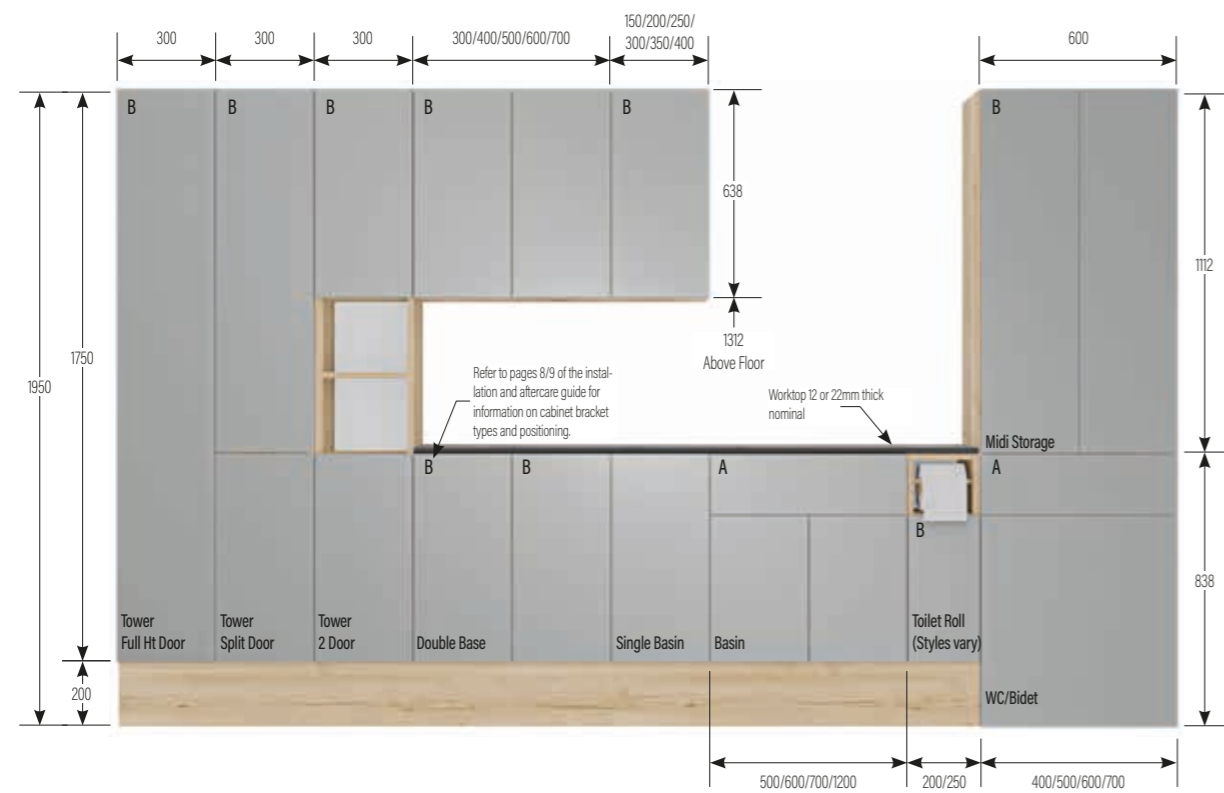 150/200/250/
300
300
300
300/400/500/600/700
300/350/400
600
B
B
B
B
B
B
638
1112
1312
Above Floor
1750
1950
Refer to pages 8/9 of the instal-
lation and aftercare guide for
information on cabinet bracket
types and positioning.
Worktop 12 or 22mm thick
nominal
Midi Storage
B
B
A
A
B
838
Tower
Full Ht Door
Tower
Split Door
Tower
2 Door
Double Base
Single Basin
Basin
Toilet Roll
(Styles vary)
200
WC/Bidet
500/600/700/1200
200/250
400/500/600/700